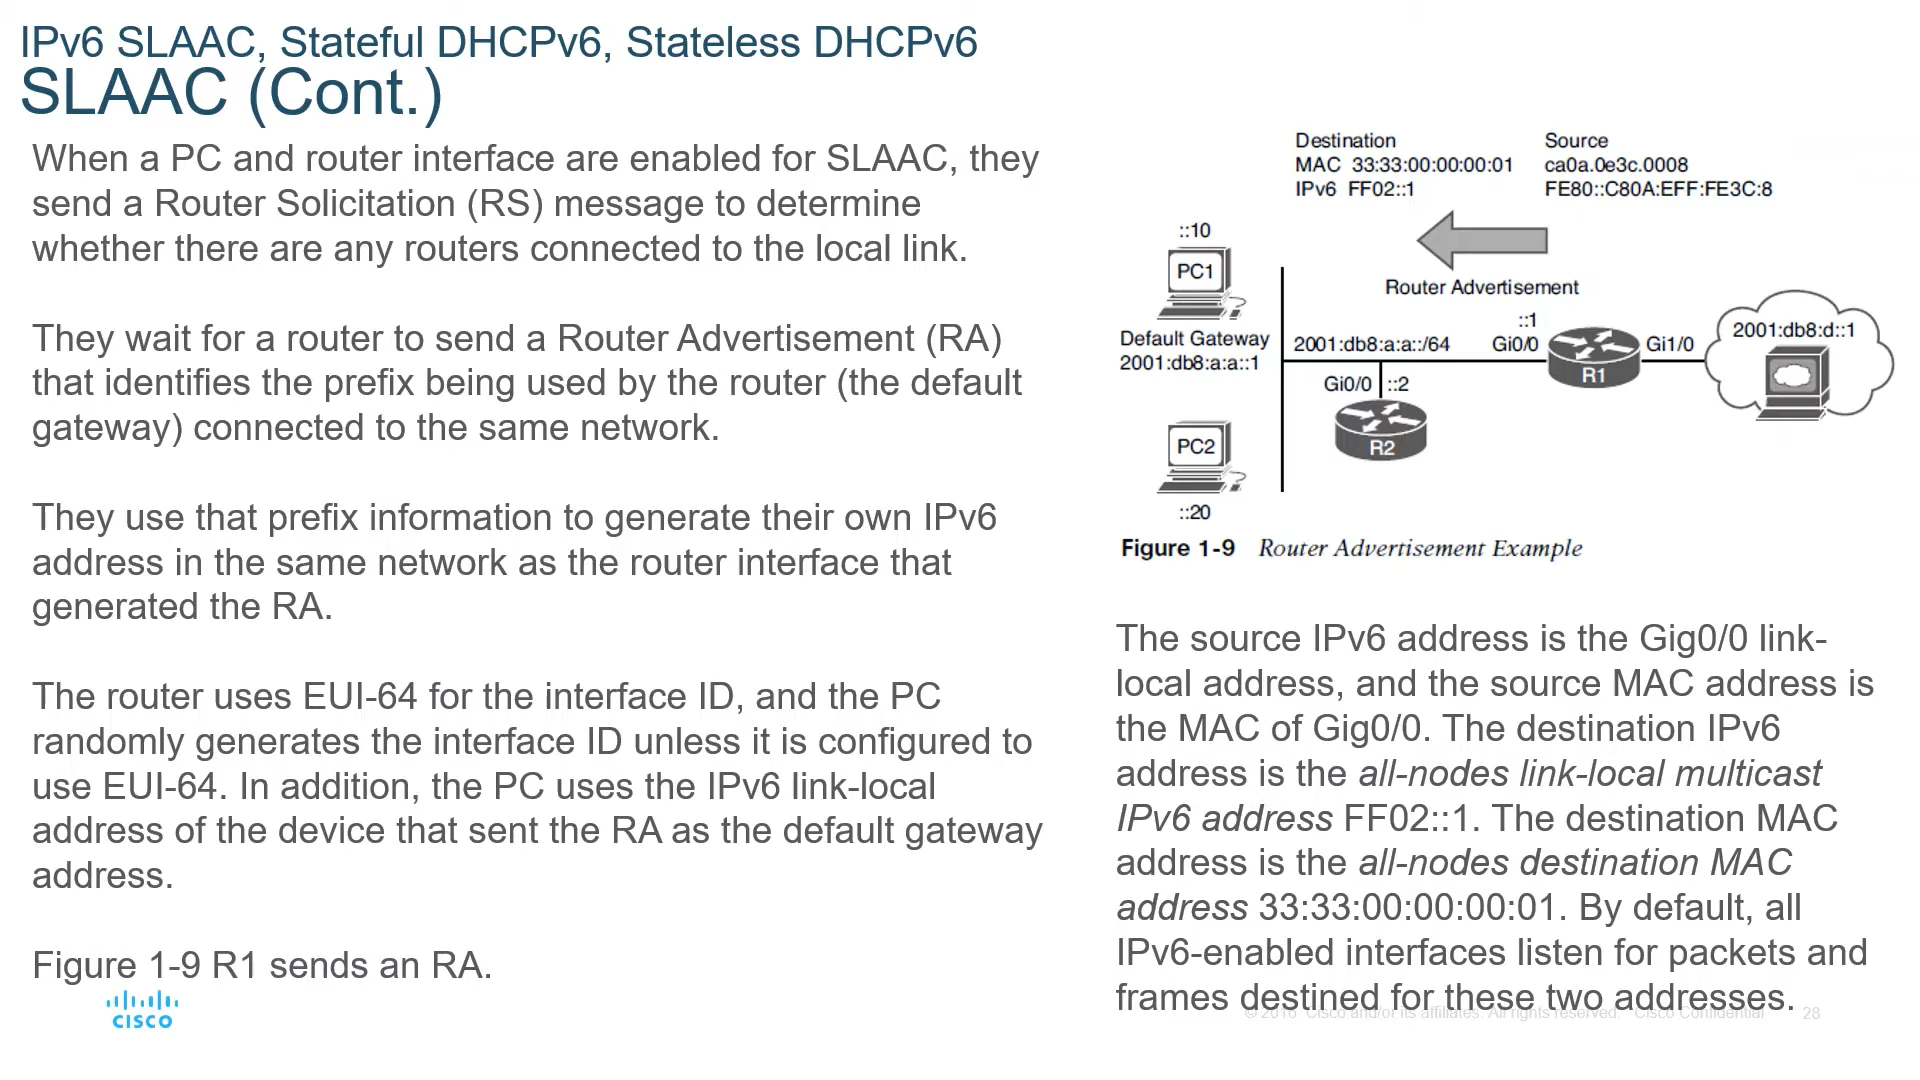 IPv6 SLAAC, Stateful DHCPv6, Stateless DHCPv6
SLAAC (Cont.)
When a PC and router interface are enabled for SLAAC, they
send a Router Solicitation (RS) message to determine
whether there are any routers connected to the local link.
They wait for a router to send a Router Advertisement (RA)
that identifies the prefix being used by the router (the default
gateway) connected to the same network.
They use that prefix information to generate their own IPv6
address in the same network as the router interface that
generated the RA.
The router uses EUI-64 for the interface ID, and the PC
randomly generates the interface ID unless it is configured to
use EUI-64. In addition, the PC uses the IPv6 link-local
address of the device that sent the RA as the default gateway
address.
Figure 1-9 R1 sends an RA.
Destination
MAC 33:33:00:00:00:01
IPv6 FF02::1
Source
ca0a.0e3c.0008
FE80::C80A:EFF:FE3C:8
::10
PC1
Default Gateway
2001:db8:a:a::1
PC2
::20
Router Advertisement
2001:db8:a:a::/64
::1
Gi0/0
R1
Gi1/0
2001:db8:d::1
Gi0/0
::2
R2
Figure 1-9 Router Advertisement Example
The source IPv6 address is the Gig0/0 link-
local address, and the source MAC address is
the MAC of Gig0/0. The destination IPv6
address is the all-nodes link-local multicast
IPv6 address FF02::1. The destination MAC
address is the all-nodes destination MAC
address 33:33:00:00:00:01. By default, all
IPv6-enabled interfaces listen for packets and
frames destined for these two addresses.
CISCO
© 2016 Cisco and/or its affiliates. All rights reserved. Cisco Confidential
28